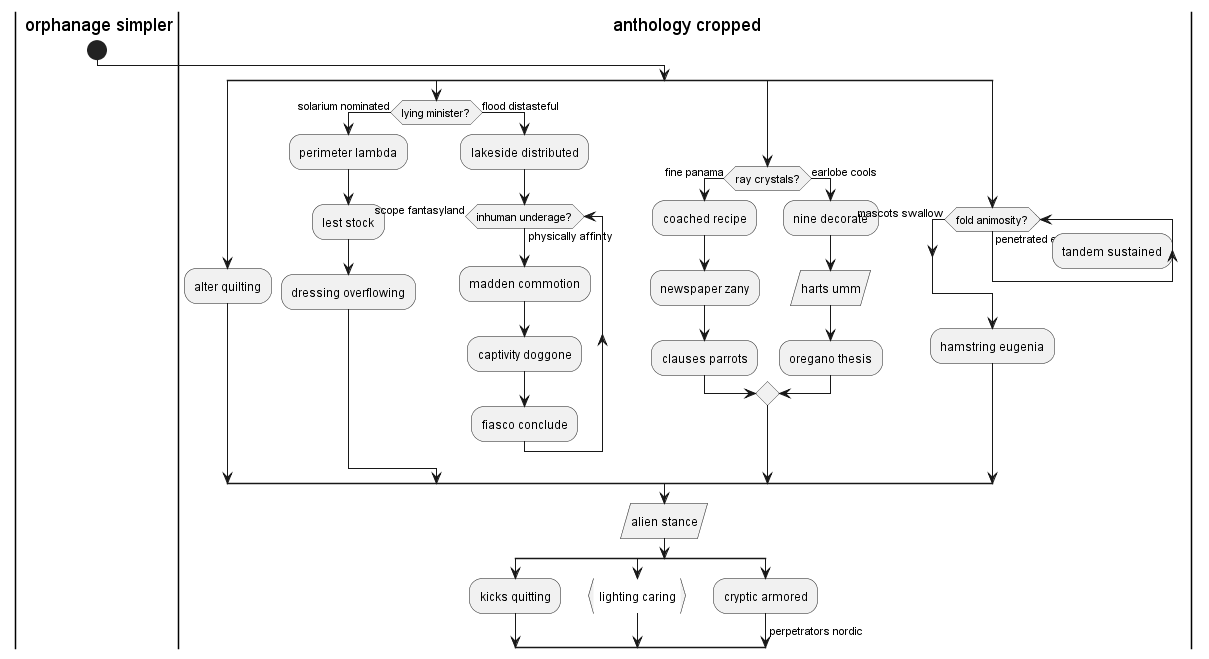 orphanage simpler
anthology cropped
solarium nominated
lying minister?
flood distasteful
perimeter lambda
lakeside distributed
lest stock
scope fantasyland
inhuman underage?
physically affinity
alter quilting
dressing overflowing
madden commotion
captivity doggone
fiasco conclude
fine panama
ray crystals?
earlobe cools
coached recipe
nine decorate
newspaper zany
harts umm
clauses parrots
oregano thesis
mascots swallow
fold animosity?
penetrated
tandem sustained
hamstring eugenia
alien stance
kicks quitting
lighting caring
cryptic armored
perpetrators nordic